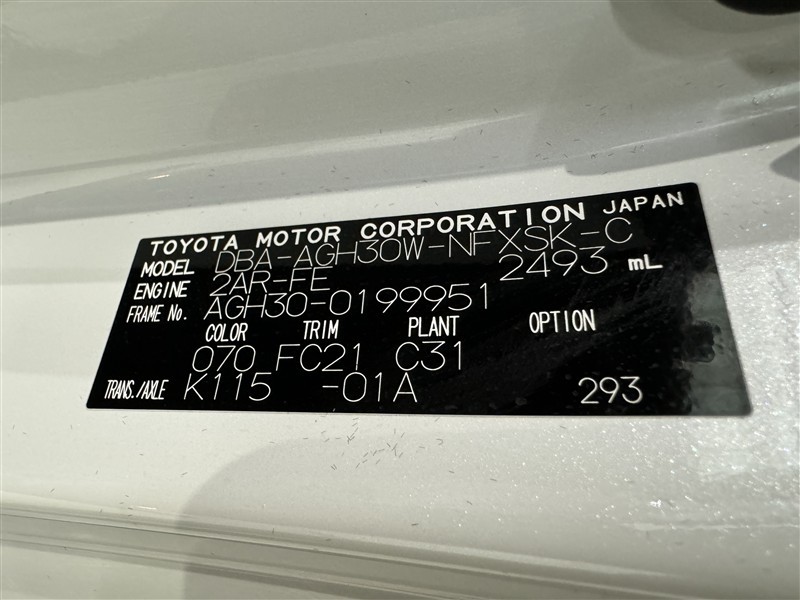 TOYOTA MOTOR CORPORATION JAPAN
MODEL DBA-AGH30W-NFXSK-C
ENGINE 2AR-FE 2493 mL
FRAME No. AGH30-0199951
COLOR TRIM PLANT OPTION
070 FC21 C31
TRANS./AXLE K115 -01A 293